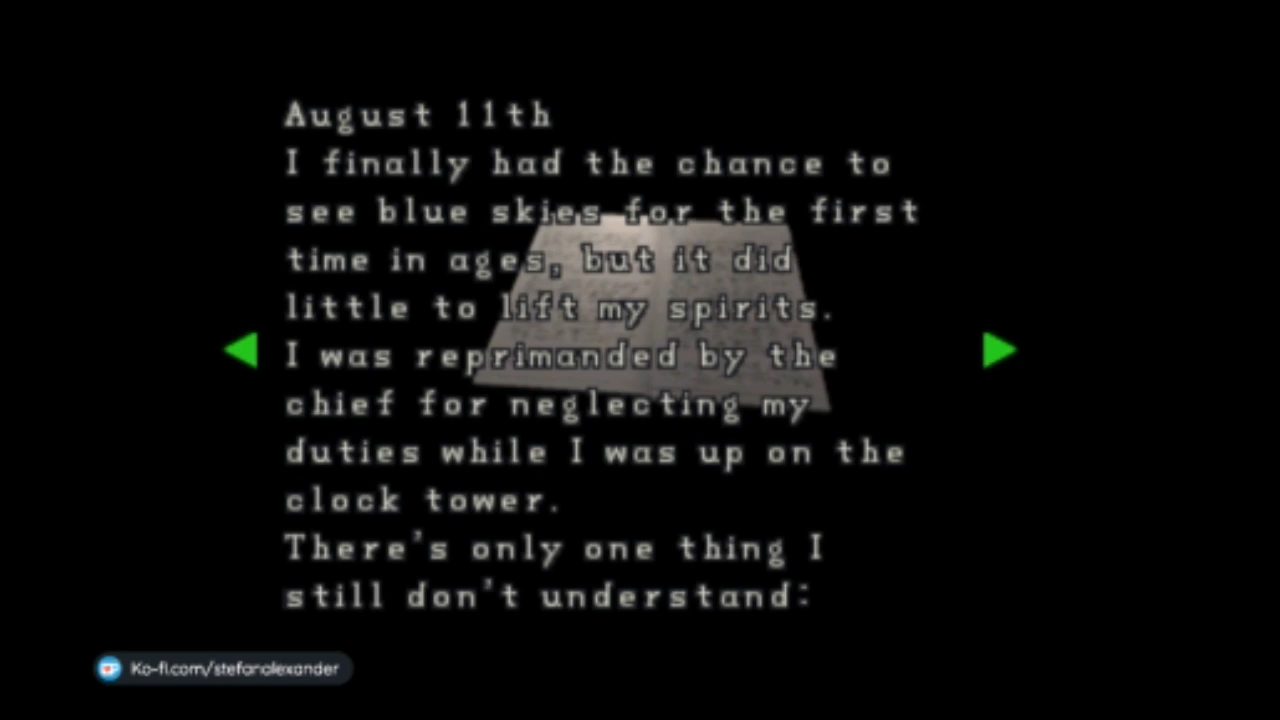 August 11th
I finally had the chance to
see blue skies for the first
time in ages, but it did
little to lift my spirits.
I was reprimanded by the
chief for neglecting my
duties while I was up on the
clock tower.
There's only one thing I
still don't understand:
Ko-fi.com/stefanalexander